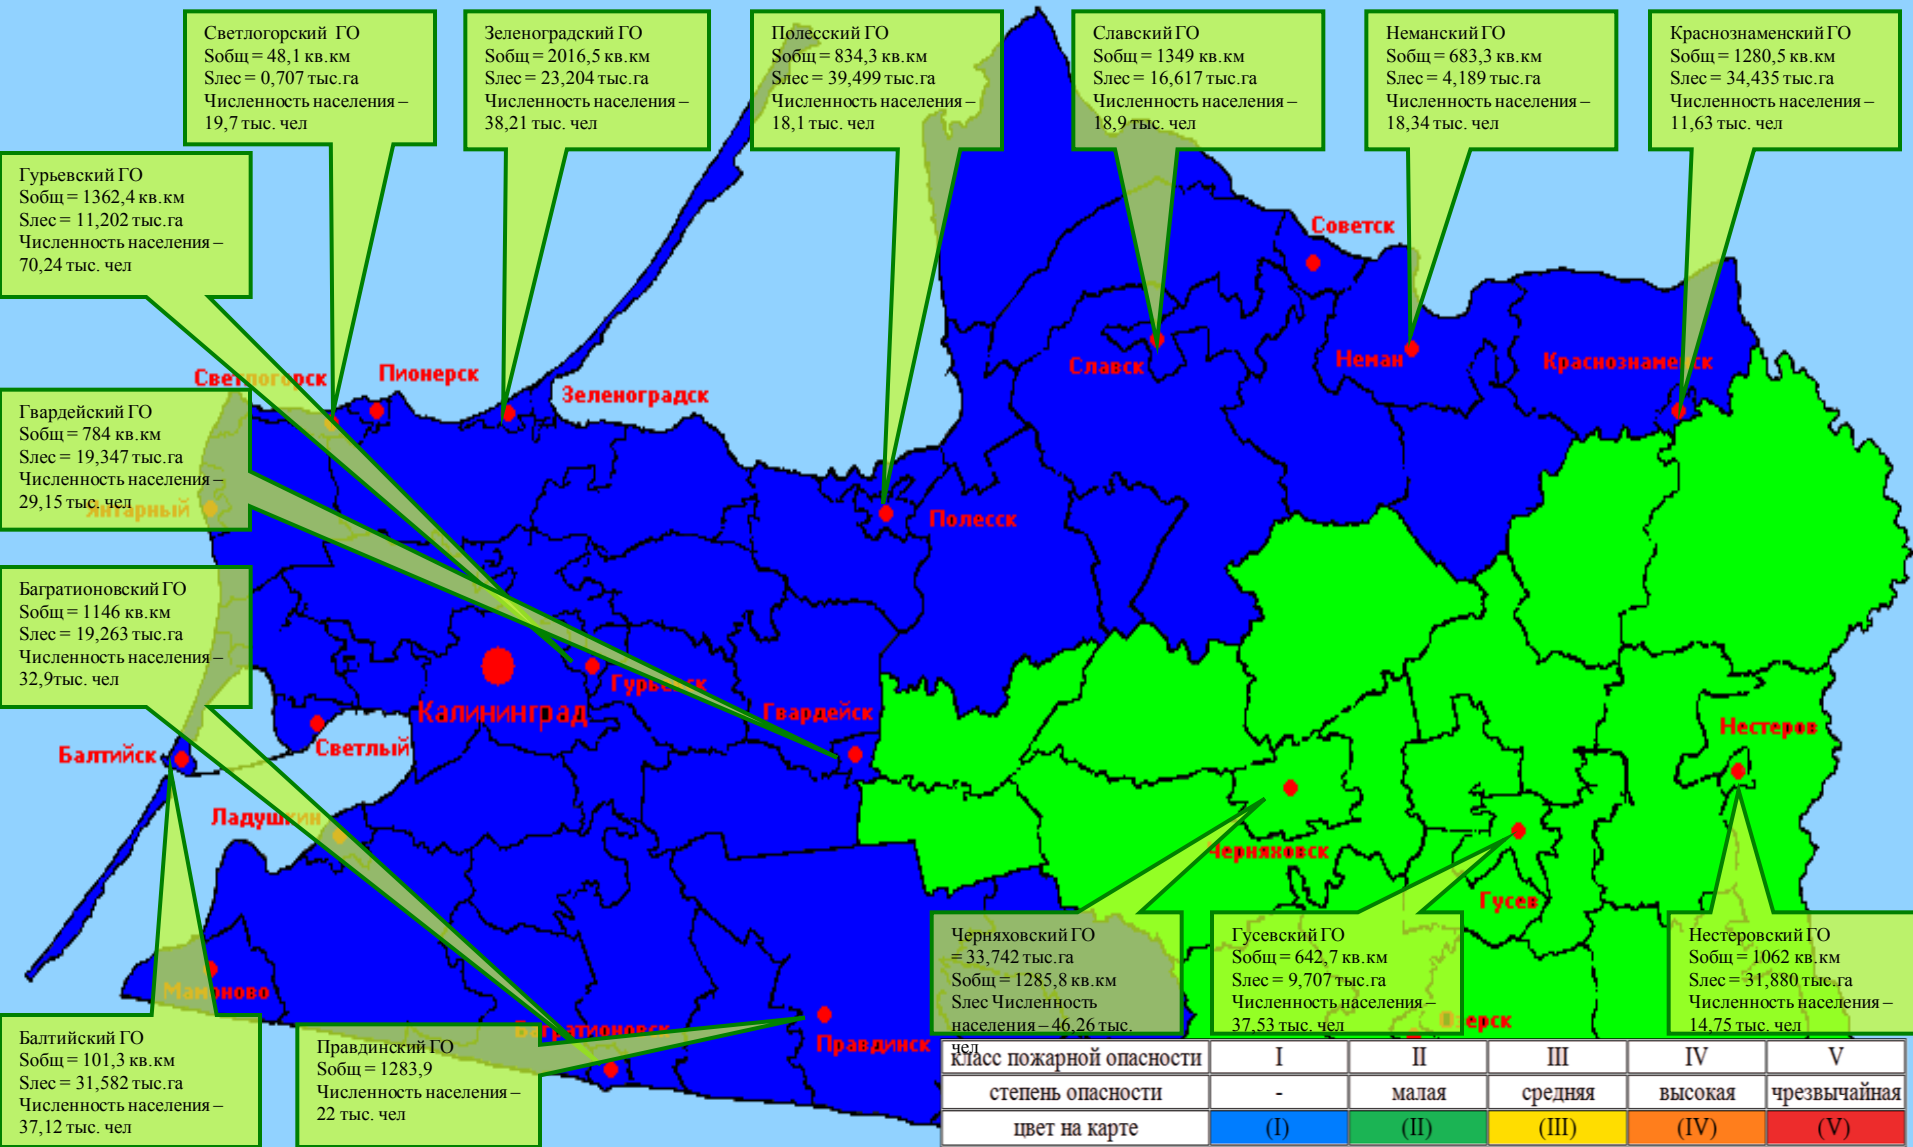 Светлогорский ГО
Sобщ = 48,1 кв.км
Sлес = 0,707 тыс.га
Численность населения –
19,7 тыс. чел
Зеленоградский ГО
Sобщ = 2016,5 кв.км
Sлес = 23,204 тыс.га
Численность населения –
38,21 тыс. чел
Полесский ГО
Sобщ = 834,3 кв.км
Sлес = 39,499 тыс.га
Численность населения –
18,1 тыс. чел
Славский ГО
Sобщ = 1349 кв.км
Sлес = 16,617 тыс.га
Численность населения –
18,9 тыс. чел
Неманский ГО
Sобщ = 683,3 кв.км
Sлес = 4,189 тыс.га
Численность населения –
18,34 тыс. чел
Краснознаменский ГО
Sобщ = 1280,5 кв.км
Sлес = 34,435 тыс.га
Численность населения –
11,63 тыс. чел
Гурьевский ГО
Sобщ = 1362,4 кв.км
Sлес = 11,202 тыс.га
Численность населения –
70,24 тыс. чел
Советск
Славск
Неман
Краснознаменск
Светлогорск
Пионерск
Зеленоградск
Гвардейский ГО
Sобщ = 784 кв.км
Sлес = 19,347 тыс.га
Численность населения –
29,15 тыс. чел
Янтарный
Полесск
Багратионовский ГО
Sобщ = 1146 кв.км
Sлес = 19,263 тыс.га
Численность населения –
32,9тыс. чел
Гурьевск
Калининград
Гвардейск
Нестеров
Балтийск
Светлый
Ладушкин
Черняховск
Гусев
Мамоново
Багратионовск
Правдинск
Озерск
Черняховский ГО
= 33,742 тыс.га
Sобщ = 1285,8 кв.км
Sлес Численность
населения – 46,26 тыс.
чел
Гусевский ГО
Sобщ = 642,7 кв.км
Sлес = 9,707 тыс.га
Численность населения –
37,53 тыс. чел
Нестеровский ГО
Sобщ = 1062 кв.км
Sлес = 31,880 тыс.га
Численность населения –
14,75 тыс. чел
Балтийский ГО
Sобщ = 101,3 кв.км
Sлес = 31,582 тыс.га
Численность населения –
37,12 тыс. чел
Правдинский ГО
Sобщ = 1283,9
Численность населения –
22 тыс. чел
класс пожарной опасности I II III IV V
степень опасности - малая средняя высокая чрезвычайная
цвет на карте (I) (II) (III) (IV) (V)